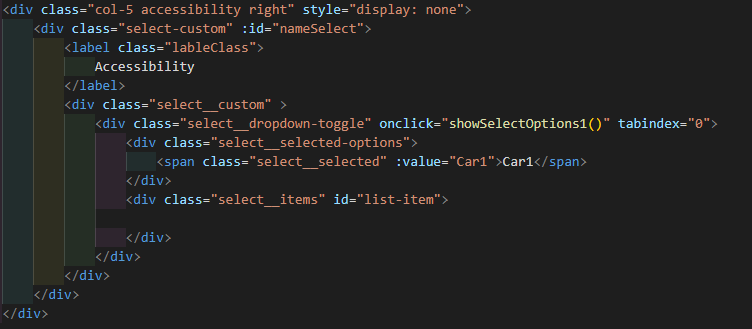 <div class="col-5 accessibility right" style="display: none">
<div class="select-custom" :id="nameSelect">
<label class="lableClass">
Accessibility
</label>
<div class="select__custom" >
<div class="select__dropdown-toggle" onclick="showSelectOptions1()" tabindex="0">
<div class="select__selected-options">
<span class="select__selected" :value="Car1">Car1</span>
</div>
<div class="select__items" id="list-item">
</div>
</div>
</div>
</div>
</div>